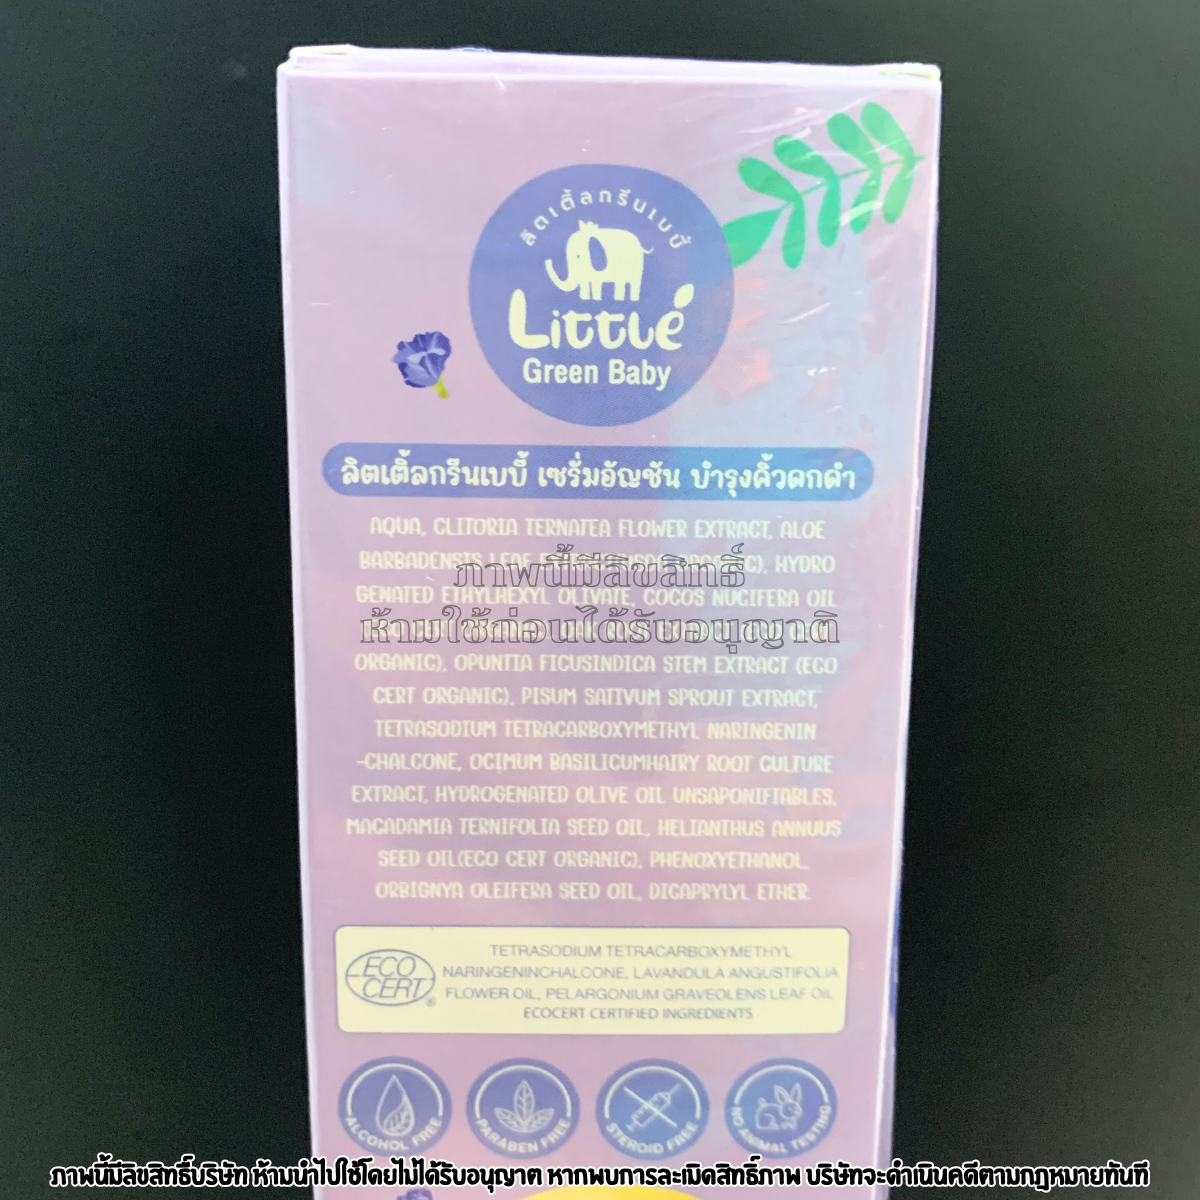 ลิตเติ้ลกรีนเบบี้
Little
Green Baby
ลิตเติ้ลกรีนเบบี้ เซรั่มอัญชัน บำรุงคิ้วดกดำ
AQUA, CLITORIA TERNATEA FLOWER EXTRACT, ALOE
BARBADENSIS LEAF HYDRO
ภาพนี้มีลิขสิทธิ์
GENATED ETHYLHEXYL OLIVATE, COCOS NUCIFERA OIL
ห้ามใช้ก่อนได้รับอนุญาติ
ORGANIC), OPUNTIA FICUSINDICA STEM EXTRACT (ECO
CERT ORGANIC), PISUM SATIVUM SPROUT EXTRACT,
TETRASODIUM TETRACARBOXYMETHYL NARINGENIN
-CHALCONE, OCIMUM BASILICUMHAIRY ROOT CULTURE
EXTRACT, HYDROGENATED OLIVE OIL UNSAPONIFIABLES,
MACADAMIA TERNIFOLIA SEED OIL, HELIANTHUS ANNUUS
SEED OIL(ECO CERT ORGANIC), PHENOXYETHANOL,
ORBIGNYA OLEIFERA SEED OIL, DICAPRYLYL ETHER.
ECO
CERT®
TETRASODIUM TETRACARBOXYMETHYL
NARINGENINCHALCONE, LAVANDULA ANGUSTIFOLIA
FLOWER OIL, PELARGONIUM GRAVEOLENS LEAF OIL
ECOCERT CERTIFIED INGREDIENTS
ALCOHOL FREE
PARABEN FREE
STEROID FREE
NO ANIMAL TESTING
ภาพนี้มีลิขสิทธิ์บริษัท ห้ามนำไปใช้โดยไม่ได้รับอนุญาต หากพบการละเมิดสิทธิ์ภาพ บริษัทจะดำเนินคดีตามกฎหมายทันที